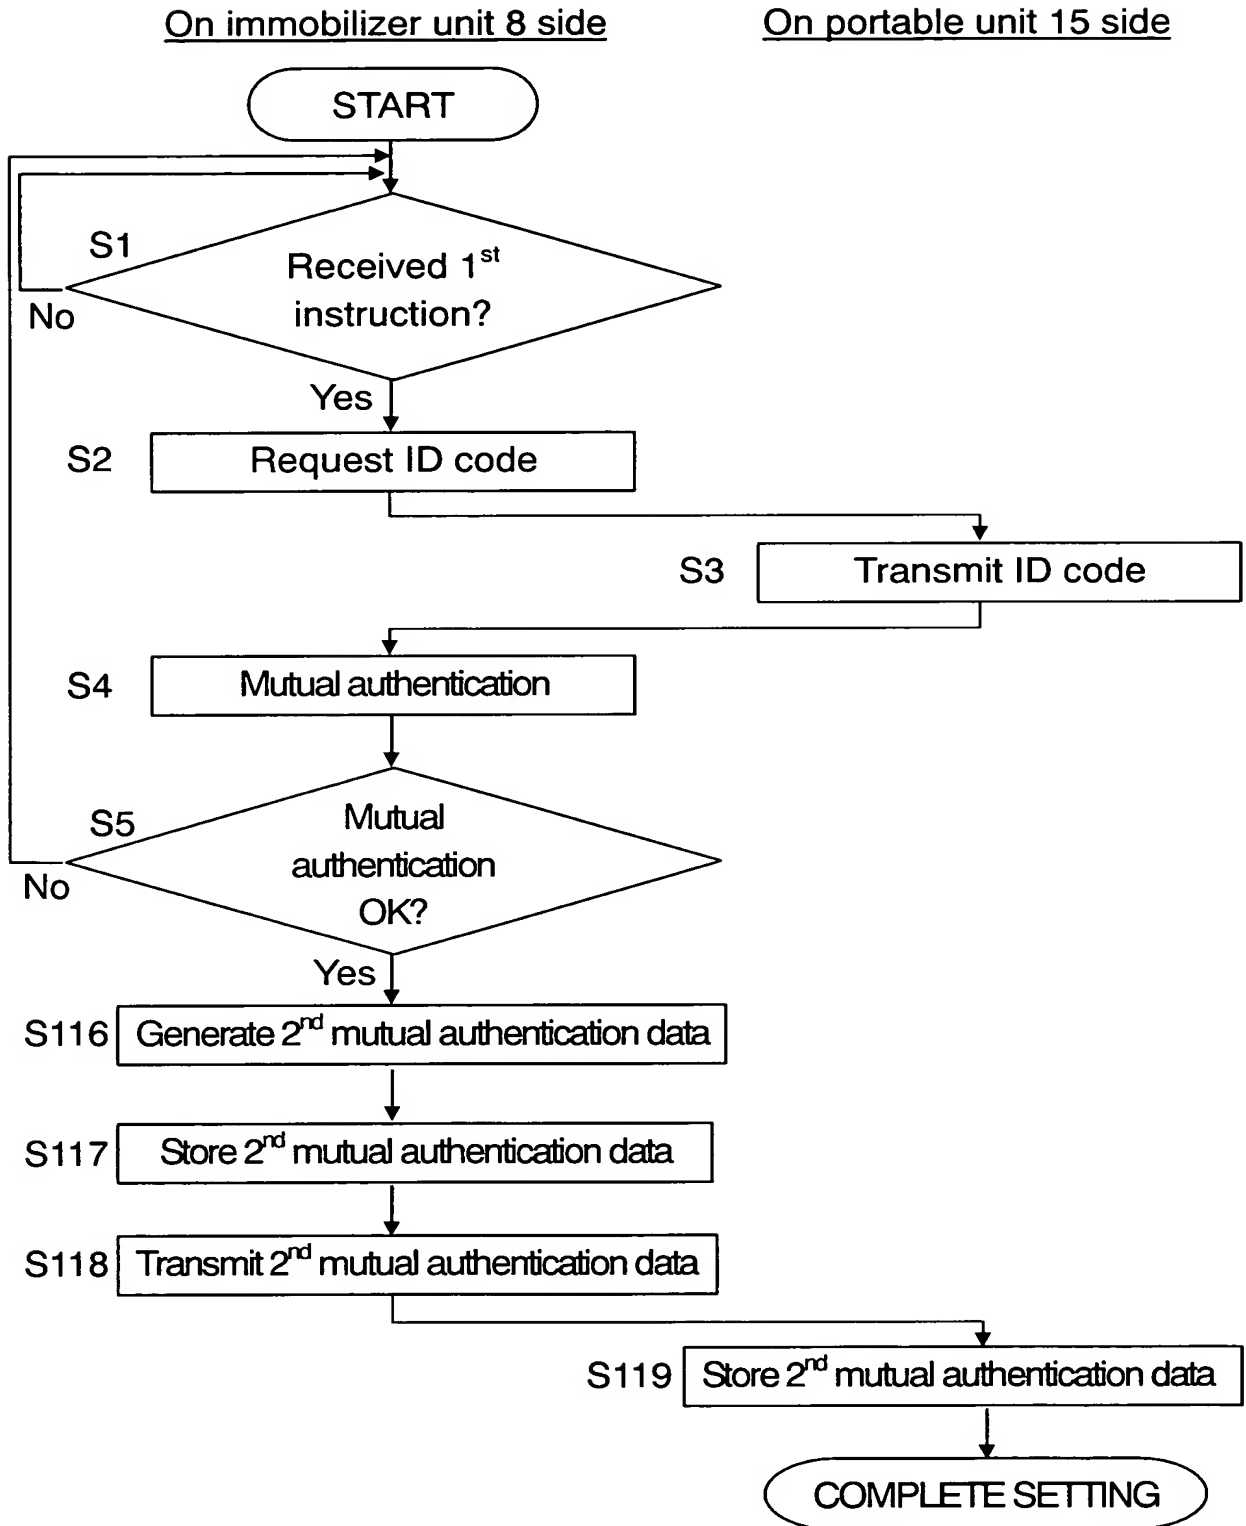 On immobilizer unit 8 side
On portable unit 15 side
START
S1
Received 1st
instruction?
No
Yes
S2
Request ID code
S3
Transmit ID code
S4
Mutual authentication
S5
Mutual
authentication
OK?
No
Yes
S116
Generate 2nd mutual authentication data
S117
Store 2nd mutual authentication data
S118
Transmit 2nd mutual authentication data
S119
Store 2nd mutual authentication data
COMPLETE SETTING